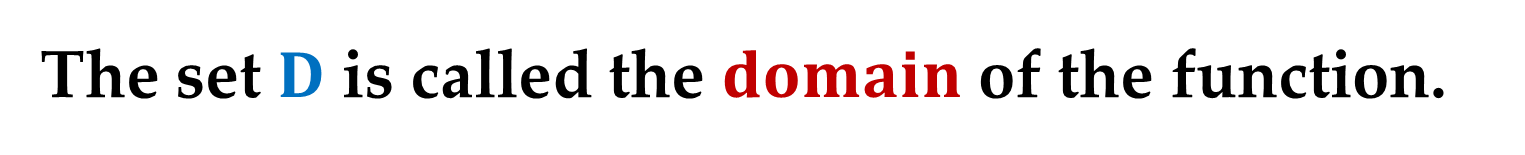 The set D is called the domain of the function.